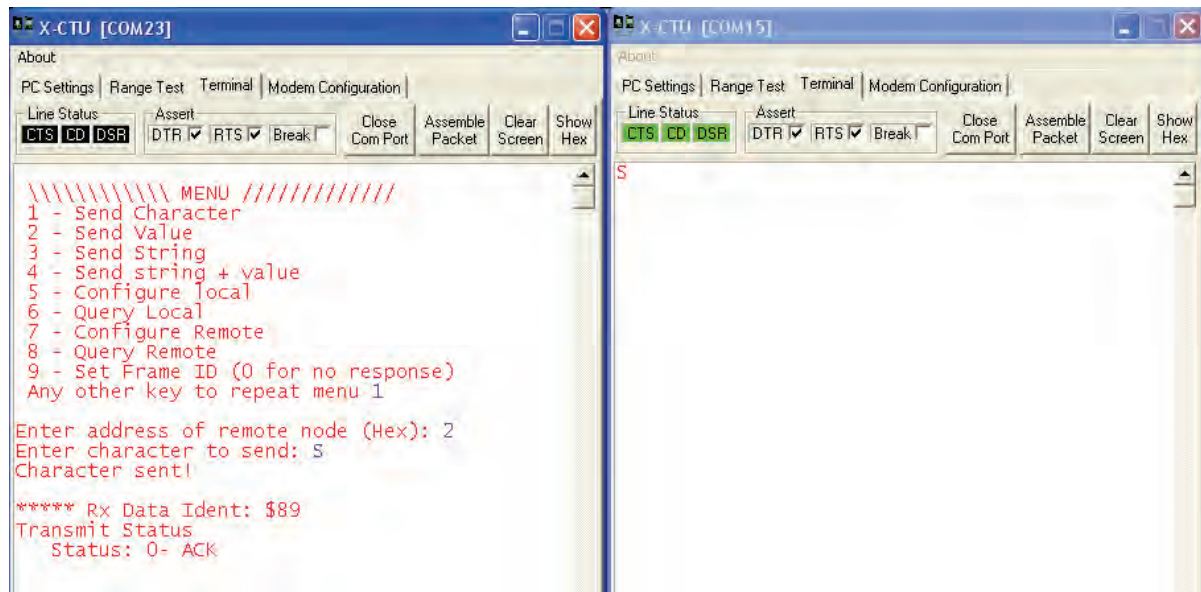 X-CTU [COM23]
About
PC Settings Range Test Terminal Modem Configuration
Line Status
CTS CD DSR
Assert
DTR RTS Break
Close Com Port
Assemble Packet
Clear Screen
Show Hex
\\\\\\\\\\\\ MENU /////////////
1 - Send Character
2 - Send Value
3 - Send String
4 - Send string + value
5 - Configure local
6 - Query Local
7 - Configure Remote
8 - Query Remote
9 - Set Frame ID (0 for no response)
Any other key to repeat menu 1
Enter address of remote node (Hex): 2
Enter character to send: S
Character sent!
***** Rx Data Ident: $89
Transmit Status
Status: 0- ACK
X-CTU [COM15]
About
PC Settings Range Test Terminal Modem Configuration
Line Status
CTS CD DSR
Assert
DTR RTS Break
Close Com Port
Assemble Packet
Clear Screen
Show Hex
S